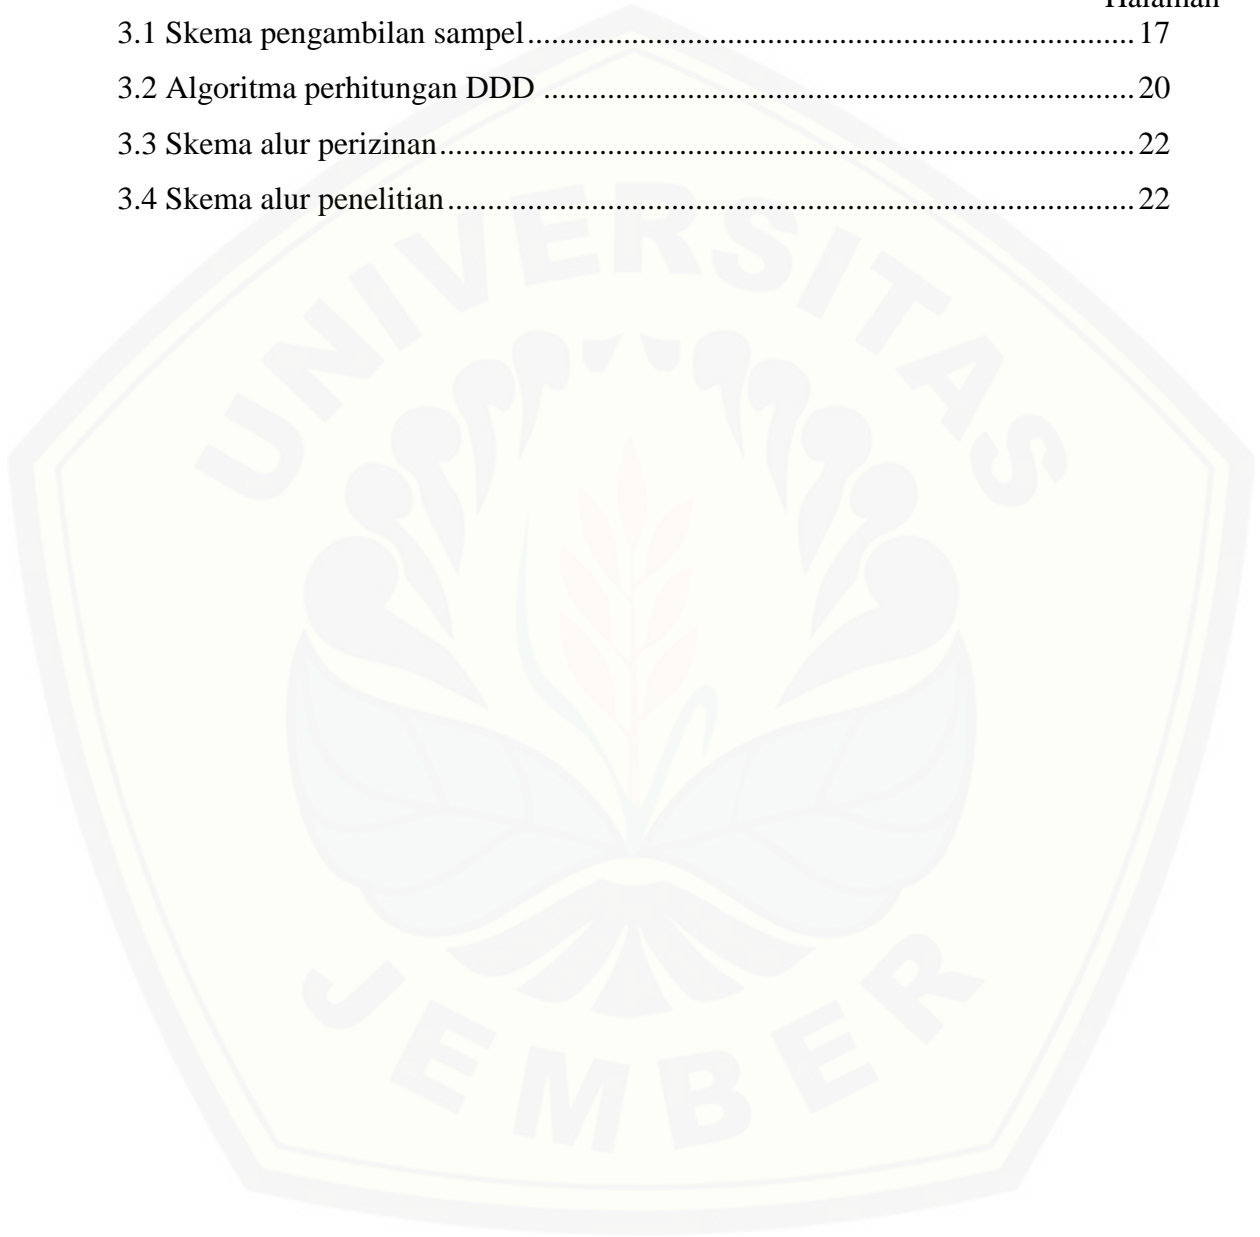 Halaman
3.1 Skema pengambilan sampel........................................................................... 17
3.2 Algoritma perhitungan DDD ......................................................................... 20
3.3 Skema alur perizinan...................................................................................... 22
3.4 Skema alur penelitian ..................................................................................... 22
UNIVERSITAS
JEMBER